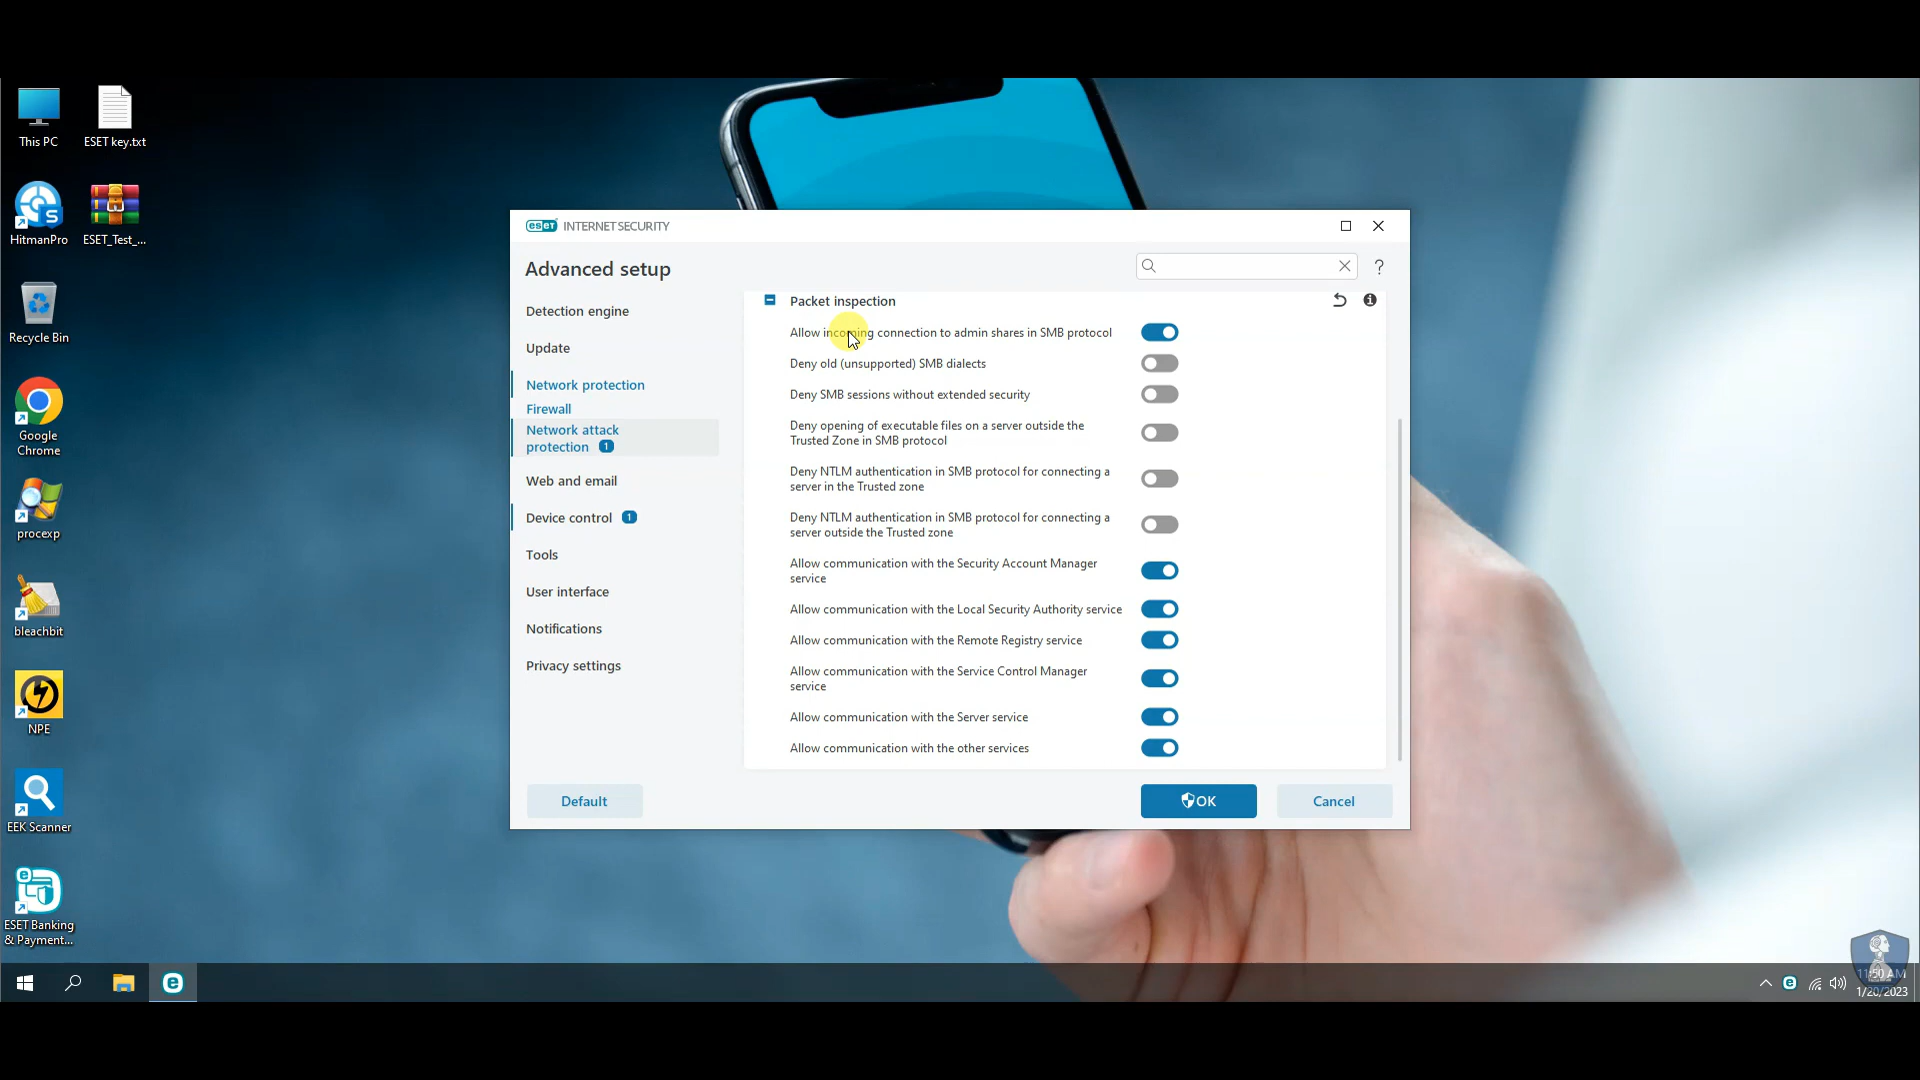 This PC
ESET key.txt
HitmanPro
ESET_Test_...
Recycle Bin
Google
Chrome
procexp
bleachbit
NPE
EEK Scanner
ESET Banking
& Payment...
eset INTERNET SECURITY
Advanced setup
?
Detection engine
Update
Network protection
Firewall
Network attack
protection 1
Web and email
Device control 1
Tools
User interface
Notifications
Privacy settings
Packet inspection
Allow incoming connection to admin shares in SMB protocol
Deny old (unsupported) SMB dialects
Deny SMB sessions without extended security
Deny opening of executable files on a server outside the
Trusted Zone in SMB protocol
Deny NTLM authentication in SMB protocol for connecting a
server in the Trusted zone
Deny NTLM authentication in SMB protocol for connecting a
server outside the Trusted zone
Allow communication with the Security Account Manager
service
Allow communication with the Local Security Authority service
Allow communication with the Remote Registry service
Allow communication with the Service Control Manager
service
Allow communication with the Server service
Allow communication with the other services
Default
OK
Cancel
11:50 AM
1/20/2023